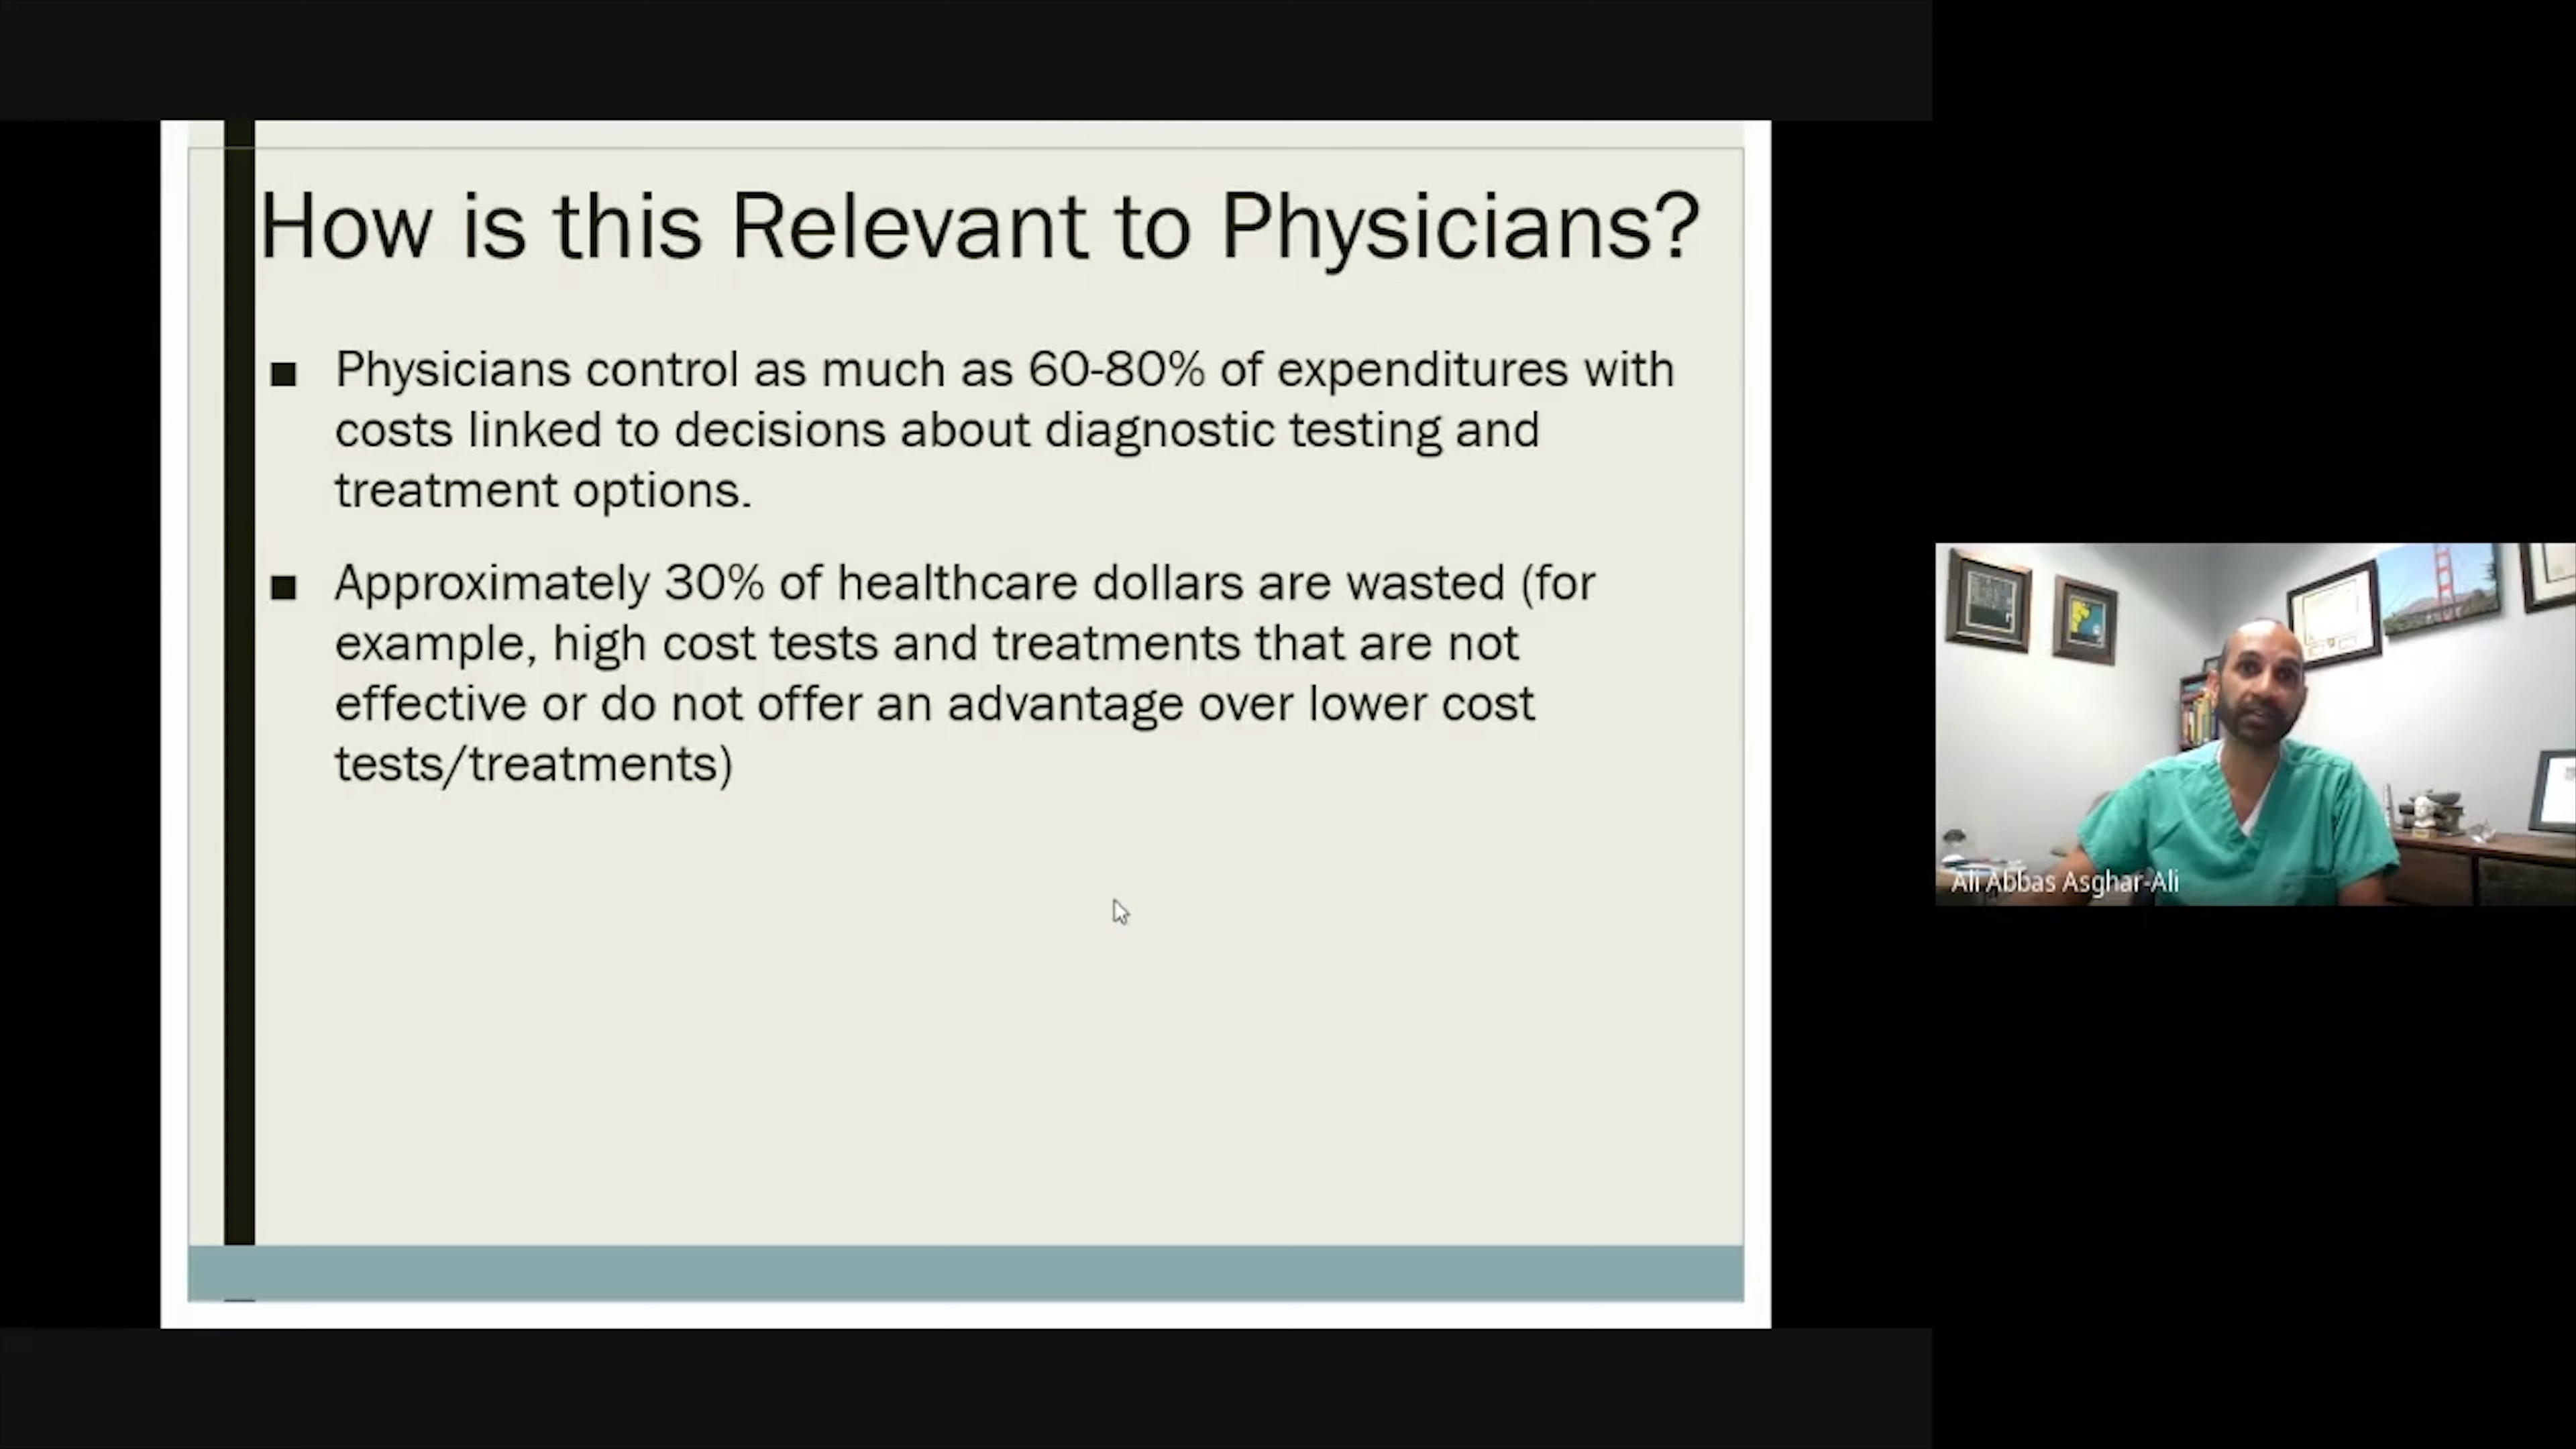 How is this Relevant to Physicians?
■ Physicians control as much as 60-80% of expenditures with
costs linked to decisions about diagnostic testing and
treatment options.
■ Approximately 30% of healthcare dollars are wasted (for
example, high cost tests and treatments that are not
effective or do not offer an advantage over lower cost
tests/treatments)
Ali Abbas Asghar-Ali